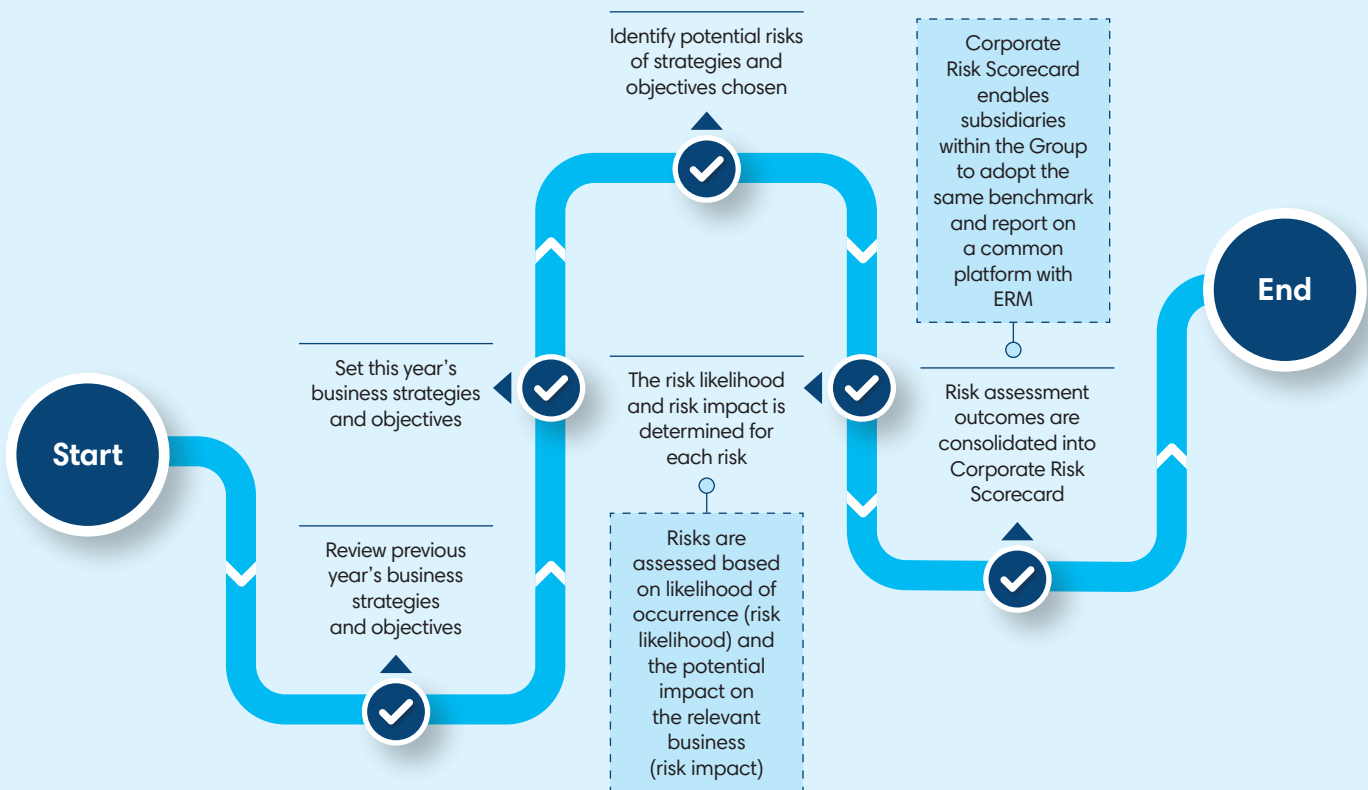 Start
Review previous
year’s business
strategies
and objectives
Set this year’s
business strategies
and objectives
Identify potential risks
of strategies and
objectives chosen
The risk likelihood
and risk impact is
determined for
each risk
Risks are
assessed based
on likelihood of
occurrence (risk
likelihood) and
the potential
impact on
the relevant
business
(risk impact)
Risk assessment
outcomes are
consolidated into
Corporate Risk
Scorecard
Corporate
Risk Scorecard
enables
subsidiaries
within the Group
to adopt the
same benchmark
and report on
a common
platform with
ERM
End